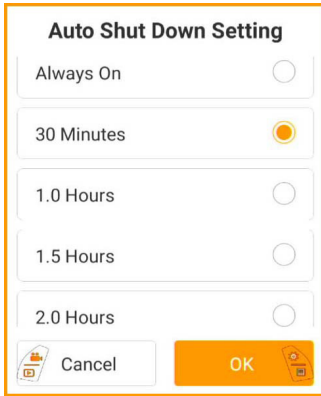 Auto Shut Down Setting
Always On
30 Minutes
1.0 Hours
1.5 Hours
2.0 Hours
Cancel
OK